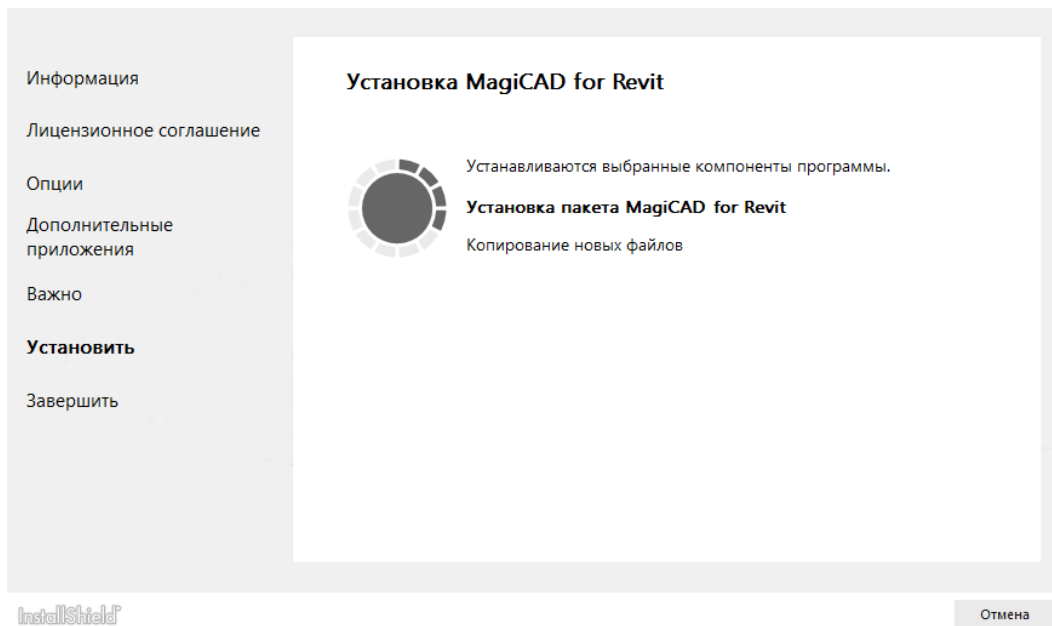 Информация
Лицензионное соглашение
Опции
Дополнительные
приложения
Важно
Установить
Завершить
Установка MagiCAD for Revit
Устанавливаются выбранные компоненты программы.
Установка пакета MagiCAD for Revit
Копирование новых файлов
InstallShield™
Отмена